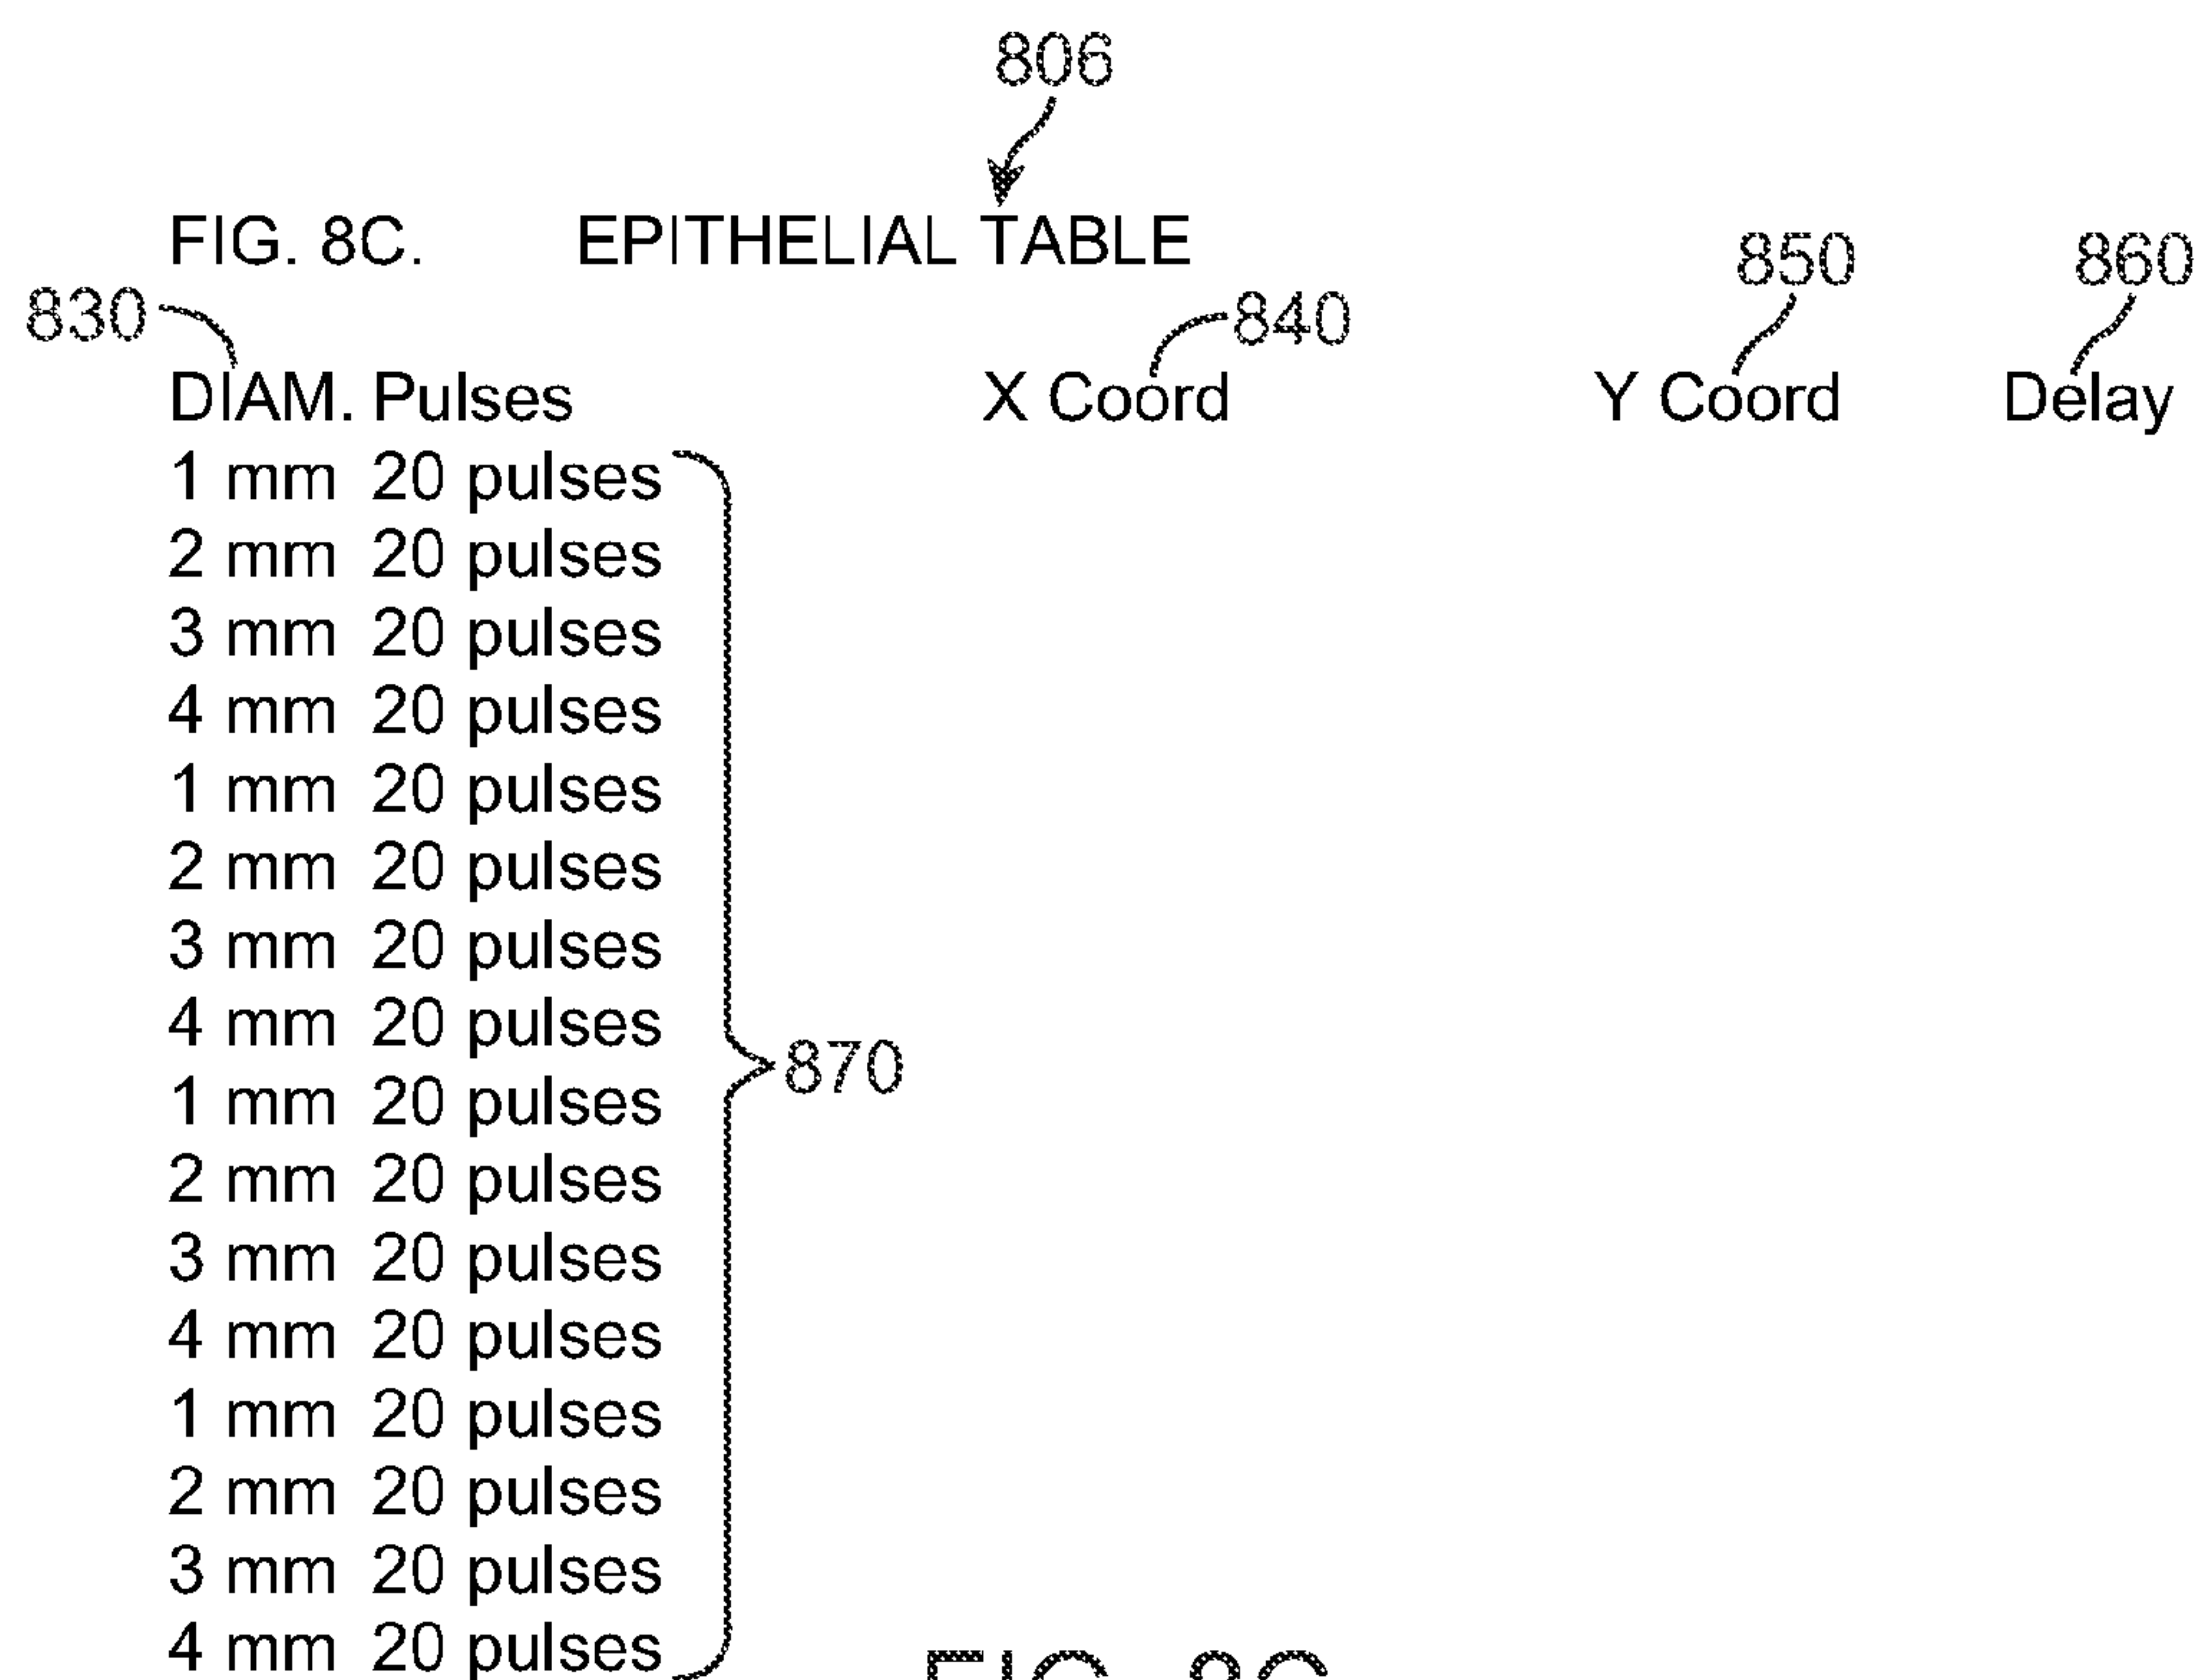 806
FIG. 8C. EPITHELIAL TABLE
850 860
830 840
DIAM. Pulses X Coord Y Coord Delay
1 mm 20 pulses
2 mm 20 pulses
3 mm 20 pulses
4 mm 20 pulses
1 mm 20 pulses
2 mm 20 pulses
3 mm 20 pulses
4 mm 20 pulses
870
1 mm 20 pulses
2 mm 20 pulses
3 mm 20 pulses
4 mm 20 pulses
1 mm 20 pulses
2 mm 20 pulses
3 mm 20 pulses
4 mm 20 pulses
FIG. 8C